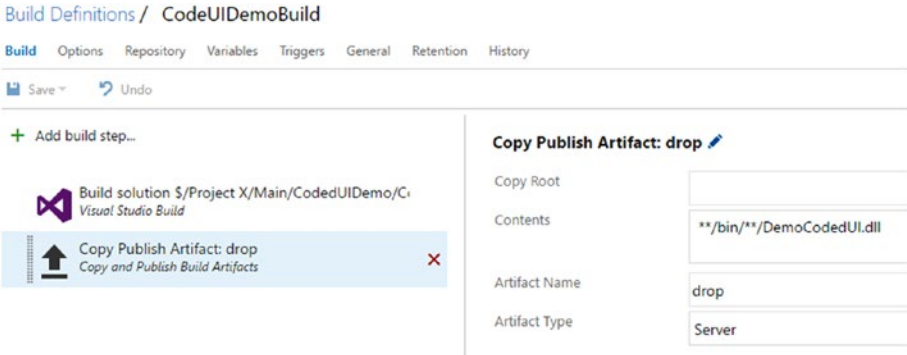 Build Definitions / CodeUIDemoBuild
Build Options Repository Variables Triggers General Retention History
Save Undo
+ Add build step...
Build solution $/Project X/Main/CodedUIDemo/C
Visual Studio Build
Copy Publish Artifact: drop
Copy and Publish Build Artifacts
Copy Publish Artifact: drop
Copy Root
Contents **/bin/**/DemoCodedUI.dll
Artifact Name drop
Artifact Type Server